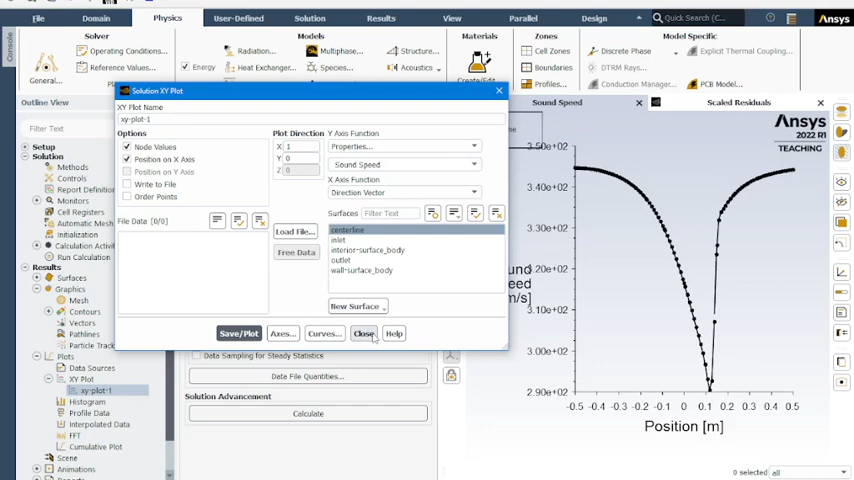 File
Domain
Physics
User-Defined
Solution
Results
View
Parallel
Design
Quick Search (C...
Ansys
Console
Solver
Models
Materials
Zones
Model Specific
General...
Operating Conditions...
Reference Values...
Energy
Radiation...
Heat Exchanger...
Multiphase...
Species...
Structure...
Acoustics
Create/Edit...
Cell Zones
Boundaries
Profiles...
Discrete Phase
DTRM Rays...
Conduction Manager...
Explicit Thermal Coupling...
PCB Model...
Outline View
Filter Text
Setup
Solution
Methods
Controls
Report Definitions
Monitors
Cell Registers
Automatic Mesh
Initialization
Calculation Activities
Run Calculation
Results
Surfaces
Graphics
Mesh
Contours
Vectors
Pathlines
Particle Track
Plots
Data Sources
XY Plot
xy-plot-1
Histogram
Profile Data
Interpolated Data
FFT
Cumulative Plot
Scene
Animations
Solution XY Plot
XY Plot Name
xy-plot-1
Options
Node Values
Position on X Axis
Position on Y Axis
Write to File
Order Points
Plot Direction
X 1
Y 0
Z 0
Y Axis Function
Properties...
Sound Speed
X Axis Function
Direction Vector
File Data [0/0]
Load File...
Free Data
Surfaces
Filter Text
centerline
inlet
interior-surface_body
outlet
wall-surface_body
New Surface
Save/Plot
Axes...
Curves...
Close
Help
Data Sampling for Steady Statistics
Data File Quantities...
Solution Advancement
Calculate
Sound Speed
Scaled Residuals
Ansys
2022 R1
TEACHING
3.50e+02
3.40e+02
3.30e+02
3.20e+02
3.10e+02
3.00e+02
2.90e+02
-0.5 -0.4 -0.3 -0.2 -0.1 0 0.1 0.2 0.3 0.4 0.5
Position [m]
0 selected
all